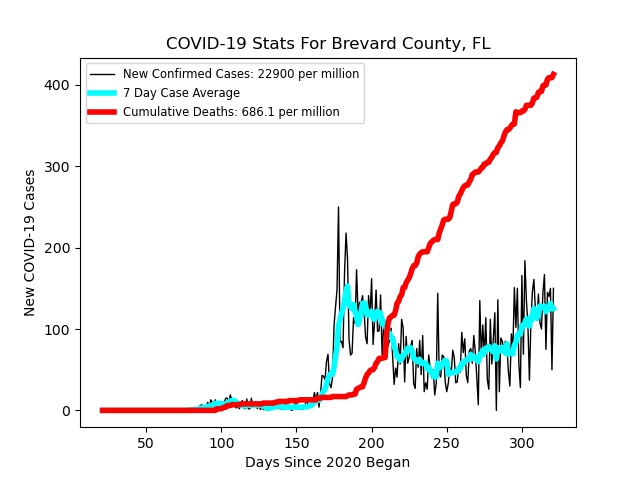 COVID-19 Stats For Brevard County, FL
New Confirmed Cases: 22900 per million
7 Day Case Average
Cumulative Deaths: 686.1 per million
New COVID-19 Cases
400
300
200
100
0
50 100 150 200 250 300
Days Since 2020 Began